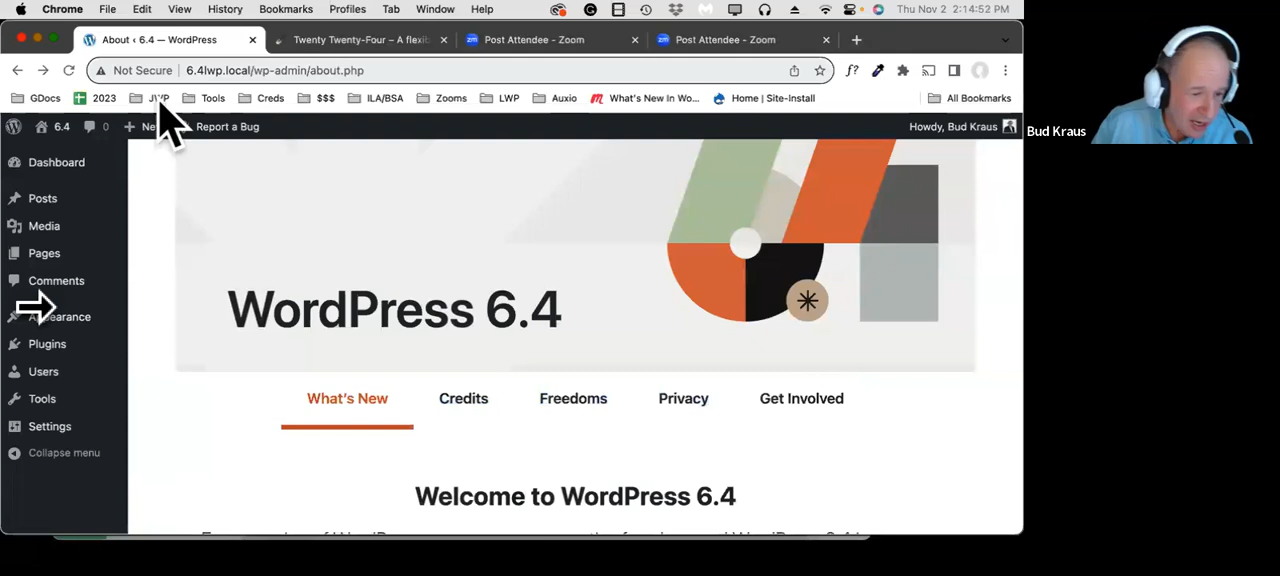 Chrome File Edit View History Bookmarks Profiles Tab Window Help Thu Nov 2 2:14:52 PM
About ‹ 6.4 — WordPress Twenty Twenty-Four – A flexib Post Attendee - Zoom Post Attendee - Zoom
Not Secure 6.4lwp.local/wp-admin/about.php
GDocs 2023 JWP Tools Creds $$$ ILA/BSA Zooms LWP Auxio What's New In Wo... Home | Site-Install All Bookmarks
6.4 0 Report a Bug Howdy, Bud Kraus
Bud Kraus
Dashboard
Posts
Media
Pages
Comments
Appearance
Plugins
Users
Tools
Settings
Collapse menu
WordPress 6.4
What's New Credits Freedoms Privacy Get Involved
Welcome to WordPress 6.4